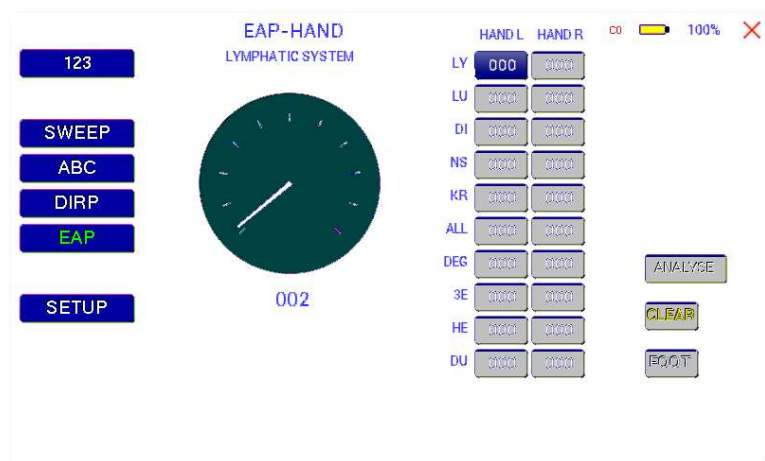 EAP-HAND
LYMPHATIC SYSTEM
HAND L HAND R
C0 100%
123
SWEEP
ABC
DIRP
EAP
SETUP
002
LY 000 000
LU 000 000
DI 000 000
NS 000 000
KR 000 000
ALL 000 000
DEG 000 000
3E 000 000
HE 000 000
DU 000 000
ANALYSE
CLEAR
FOOT